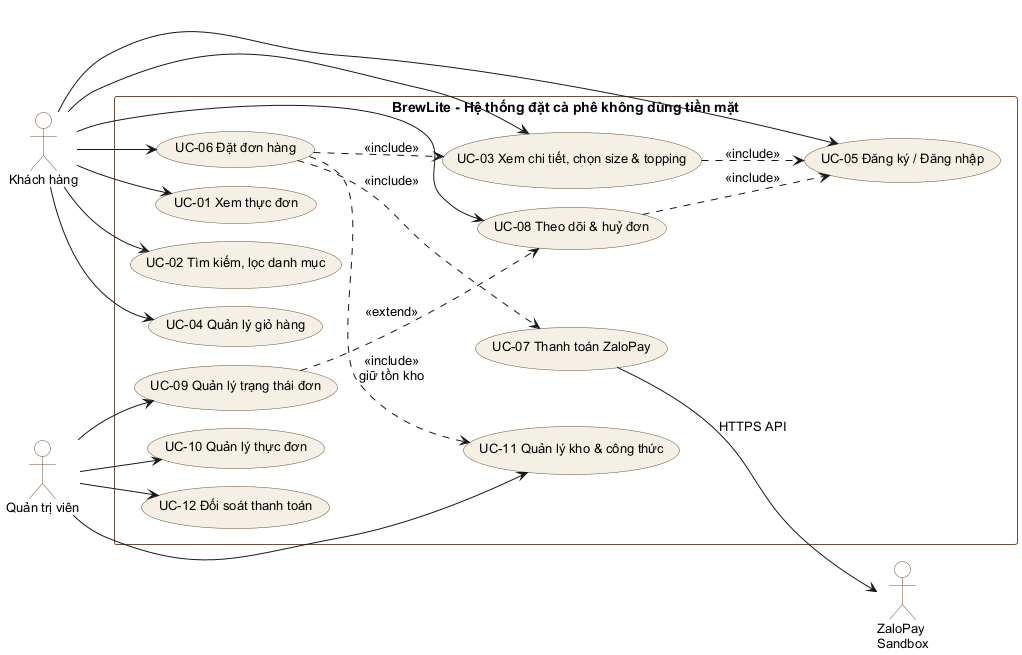 BrewLite - Hệ thống đặt cà phê không dùng tiền mặt
Khách hàng
UC-06 Đặt đơn hàng
«include»
UC-03 Xem chi tiết, chọn size & topping
«include»
UC-05 Đăng ký / Đăng nhập
«include»
«include»
UC-01 Xem thực đơn
UC-08 Theo dõi & huỷ đơn
UC-02 Tìm kiếm, lọc danh mục
«extend»
UC-04 Quản lý giỏ hàng
UC-07 Thanh toán ZaloPay
«include»
giữ tồn kho
UC-09 Quản lý trạng thái đơn
HTTPS API
UC-10 Quản lý thực đơn
UC-11 Quản lý kho & công thức
Quản trị viên
UC-12 Đối soát thanh toán
ZaloPay
Sandbox